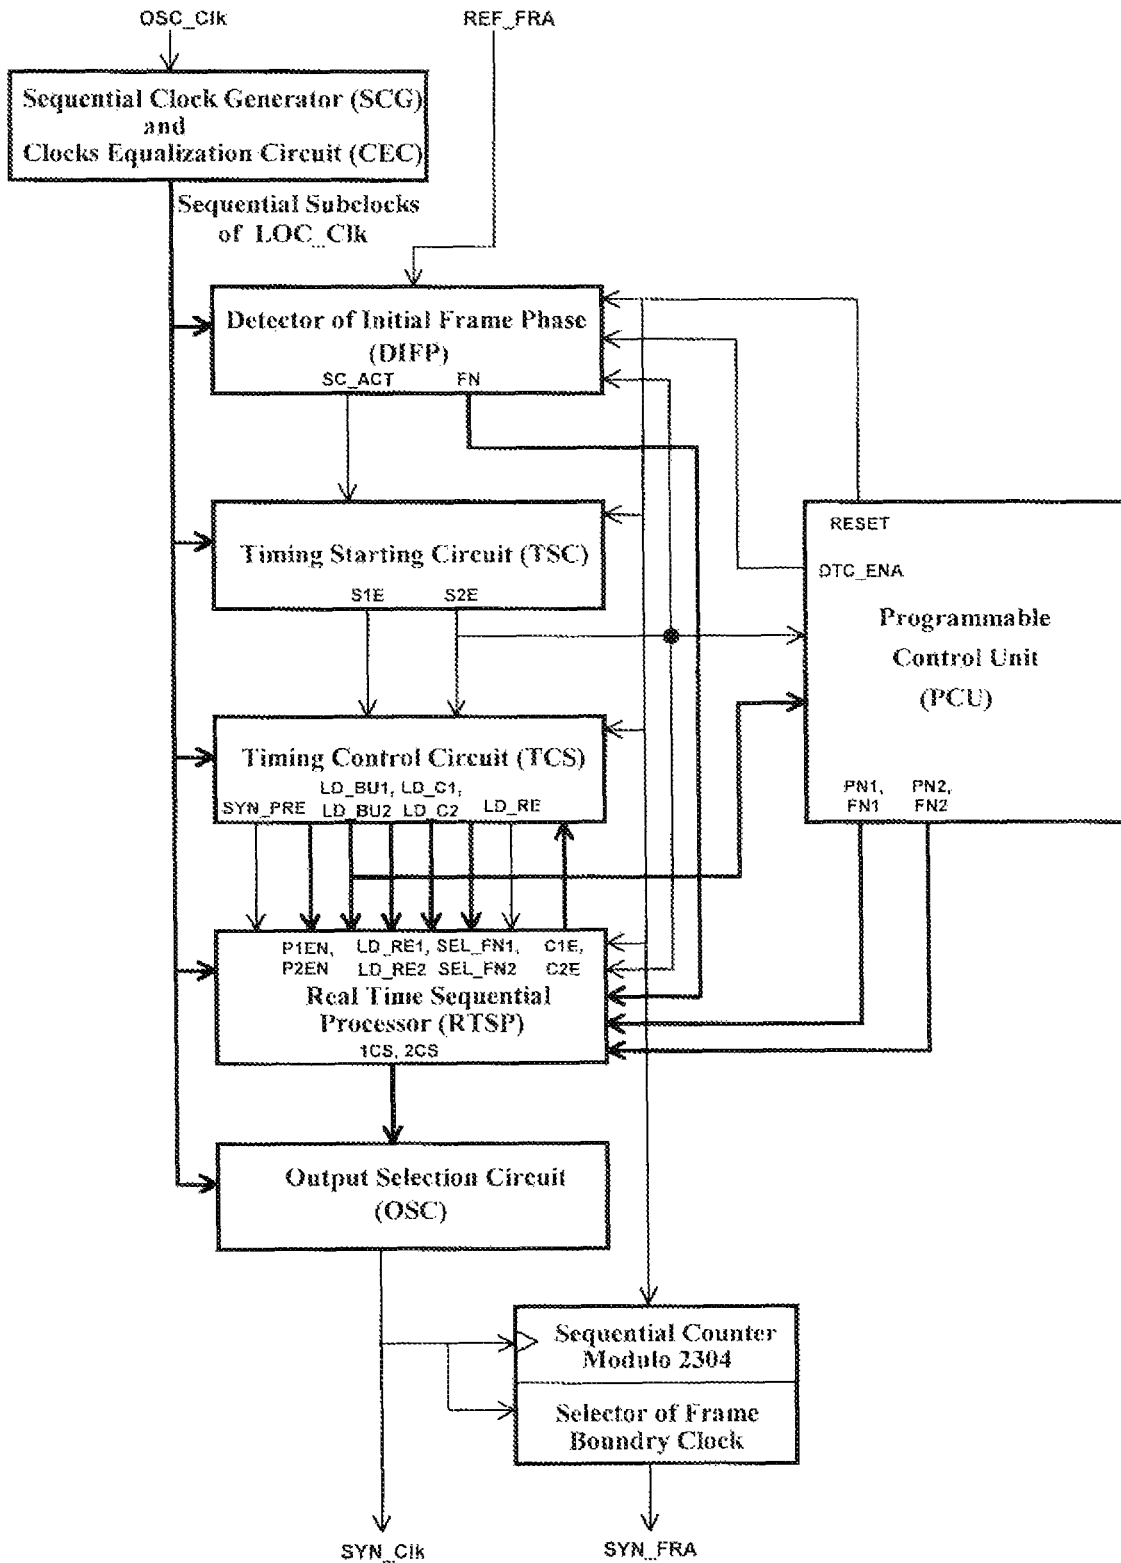 OSC_Clk
REF_FRA
Sequential Clock Generator (SCG)
and
Clocks Equalization Circuit (CEC)
Sequential Subclocks
of LOC_Clk
Detector of Initial Frame Phase
(DIFP)
SC_ACT FN
RESET
Timing Starting Circuit (TSC)
DTC_ENA
S1E S2E
Programmable
Control Unit
(PCU)
Timing Control Circuit (TCS)
LD_BU1, LD_C1,
SYN_PRE LD_BU2 LD_C2 LD_RE
PN1, PN2,
FN1 FN2
P1EN, LD_RE1, SEL_FN1, C1E,
P2EN LD_RE2 SEL_FN2 C2E
Real Time Sequential
Processor (RTSP)
1CS, 2CS
Output Selection Circuit
(OSC)
Sequential Counter
Modulo 2304
Selector of Frame
Boundry Clock
SYN_Clk
SYN_FRA